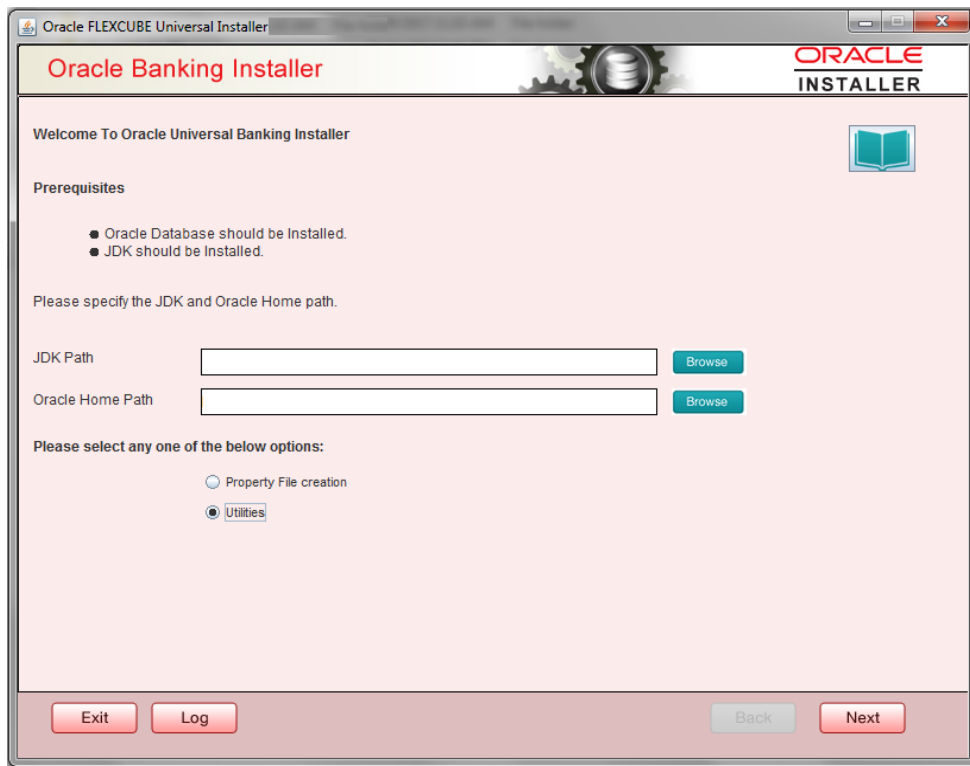 Oracle FLEXCUBE Universal Installer
Oracle Banking Installer
ORACLE
INSTALLER
Welcome To Oracle Universal Banking Installer
Prerequisites
Oracle Database should be Installed.
JDK should be Installed.
Please specify the JDK and Oracle Home path.
JDK Path
Browse
Oracle Home Path
Browse
Please select any one of the below options:
Property File creation
Utilities
Exit
Log
Back
Next